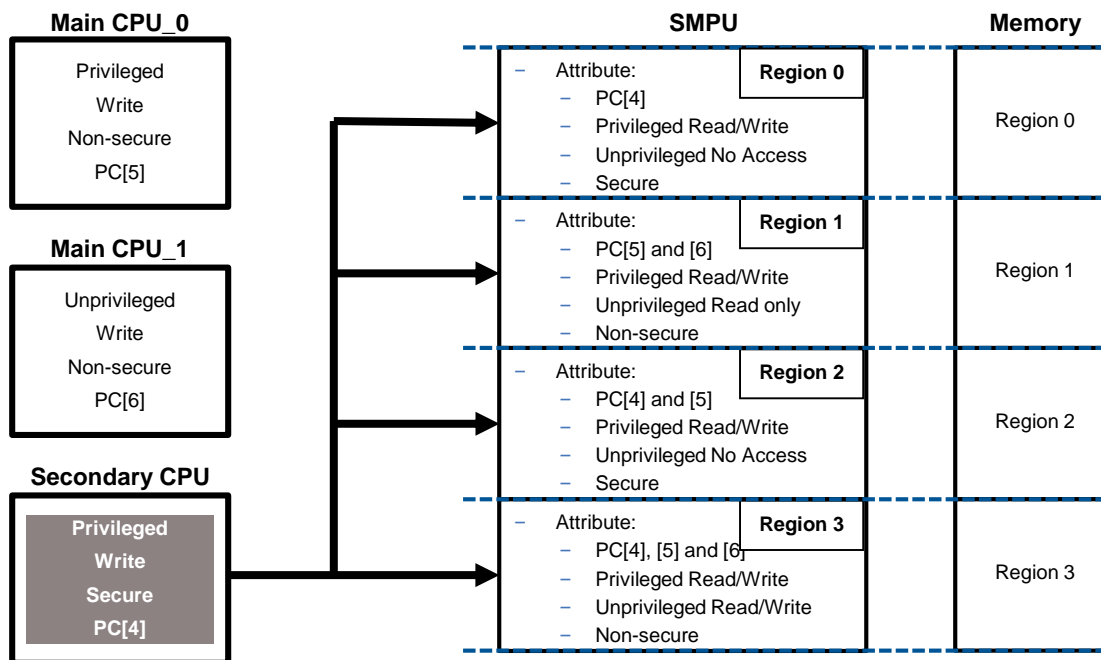 Main CPU_0
Privileged
Write
Non-secure
PC[5]
Main CPU_1
Unprivileged
Write
Non-secure
PC[6]
Secondary CPU
Privileged
Write
Secure
PC[4]
SMPU
– Attribute:
Region 0
– PC[4]
– Privileged Read/Write
– Unprivileged No Access
– Secure
– Attribute:
Region 1
– PC[5] and [6]
– Privileged Read/Write
– Unprivileged Read only
– Non-secure
– Attribute:
Region 2
– PC[4] and [5]
– Privileged Read/Write
– Unprivileged No Access
– Secure
– Attribute:
Region 3
– PC[4], [5] and [6]
– Privileged Read/Write
– Unprivileged Read/Write
– Non-secure
Memory
Region 0
Region 1
Region 2
Region 3